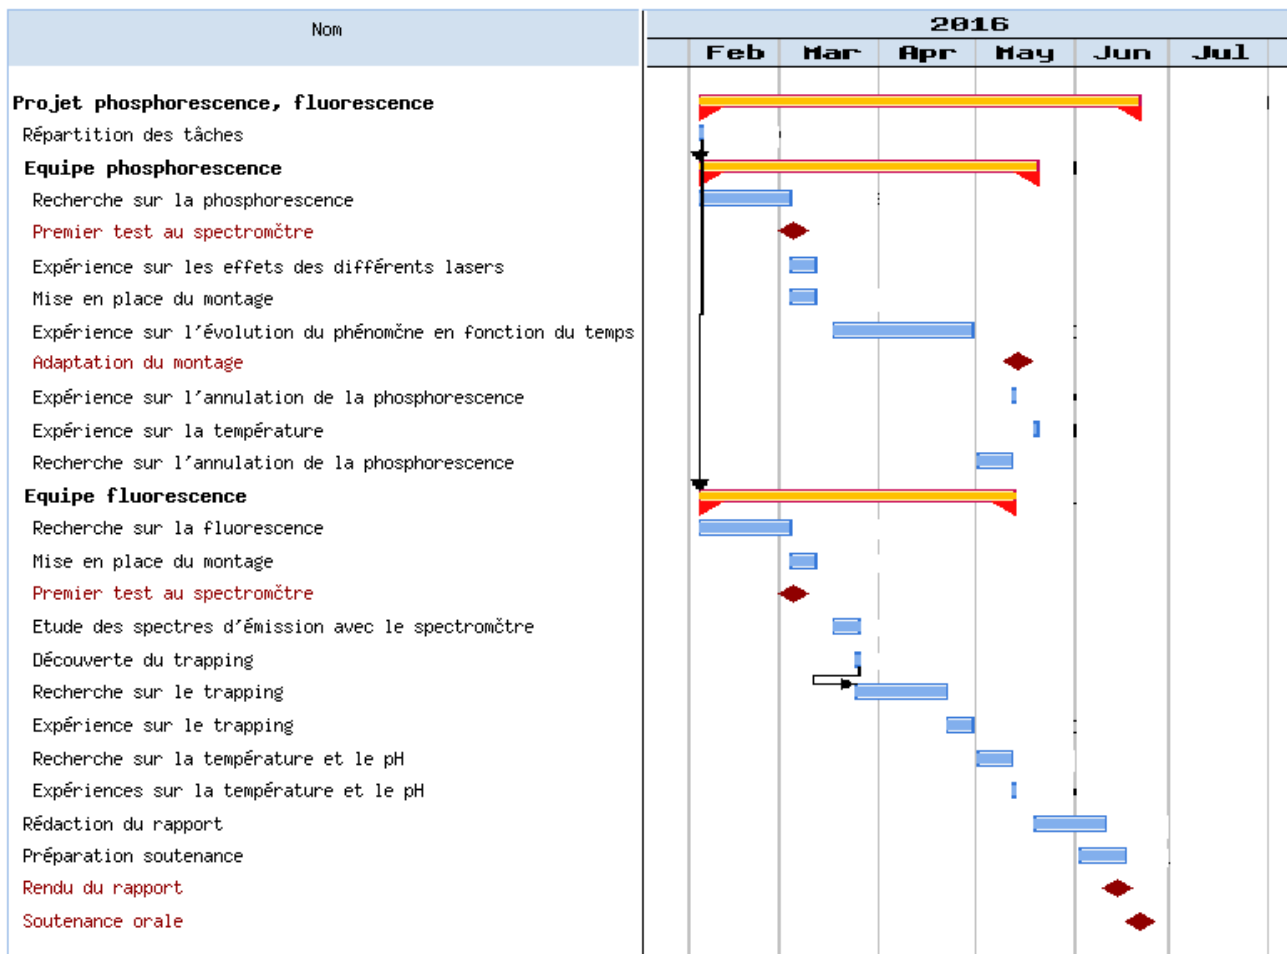 Nom
2016
Feb Mar Apr May Jun Jul
Projet phosphorescence, fluorescence
Répartition des tâches
Equipe phosphorescence
Recherche sur la phosphorescence
Premier test au spectromčtre
Expérience sur les effets des différents lasers
Mise en place du montage
Expérience sur l'évolution du phénomčne en fonction du temps
Adaptation du montage
Expérience sur l'annulation de la phosphorescence
Expérience sur la température
Recherche sur l'annulation de la phosphorescence
Equipe fluorescence
Recherche sur la fluorescence
Mise en place du montage
Premier test au spectromčtre
Etude des spectres d'émission avec le spectromčtre
Découverte du trapping
Recherche sur le trapping
Expérience sur le trapping
Recherche sur la température et le pH
Expériences sur la température et le pH
Rédaction du rapport
Préparation soutenance
Rendu du rapport
Soutenance orale